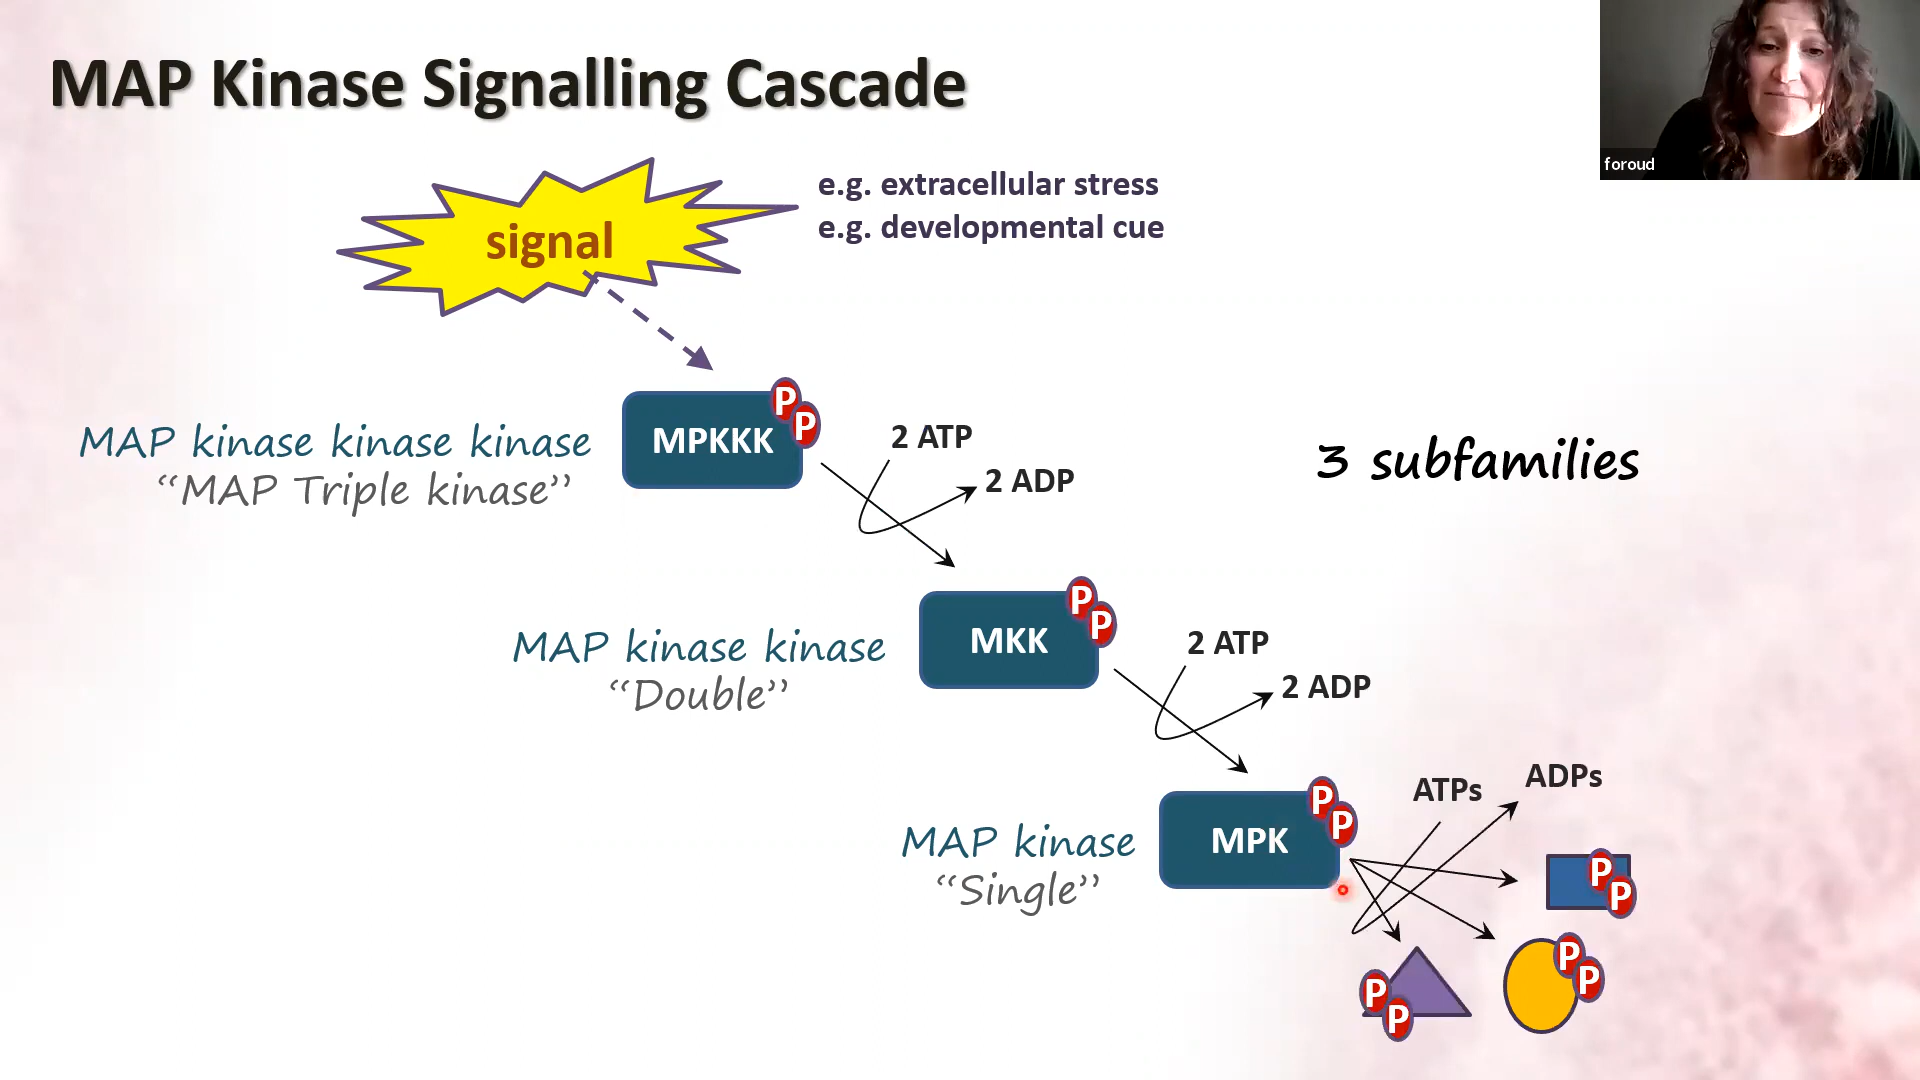 MAP Kinase Signalling Cascade
foroud
signal
e.g. extracellular stress
e.g. developmental cue
MAP kinase kinase kinase
“MAP Triple kinase”
MPKKK
P
P
2 ATP
2 ADP
3 subfamilies
MAP kinase kinase
“Double”
MKK
P
P
2 ATP
2 ADP
MAP kinase
“Single”
MPK
P
P
ATPs
ADPs
P
P
P
P
P
P